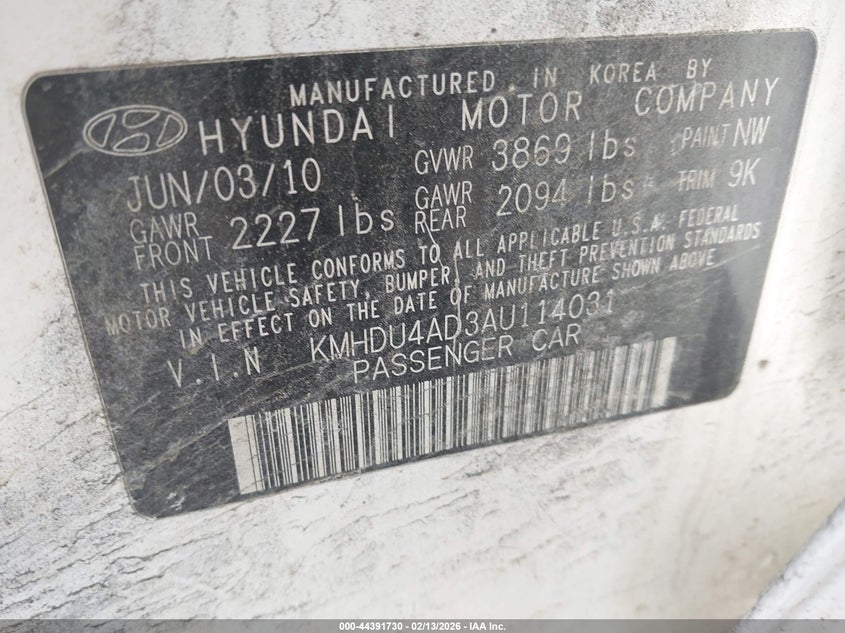 MANUFACTURED IN KOREA BY
HYUNDAI MOTOR COMPANY
JUN/03/10 GVWR 3869 lbs PAINT NW
GAWR FRONT 2227 lbs GAWR REAR 2094 lbs TRIM 9K
THIS VEHICLE CONFORMS TO ALL APPLICABLE U.S.A. FEDERAL
MOTOR VEHICLE SAFETY, BUMPER, AND THEFT PREVENTION STANDARDS
IN EFFECT ON THE DATE OF MANUFACTURE SHOWN ABOVE
V.I.N KMHDU4AD3AU114031
PASSENGER CAR
000-44391730 - 02/13/2026 - IAA Inc.